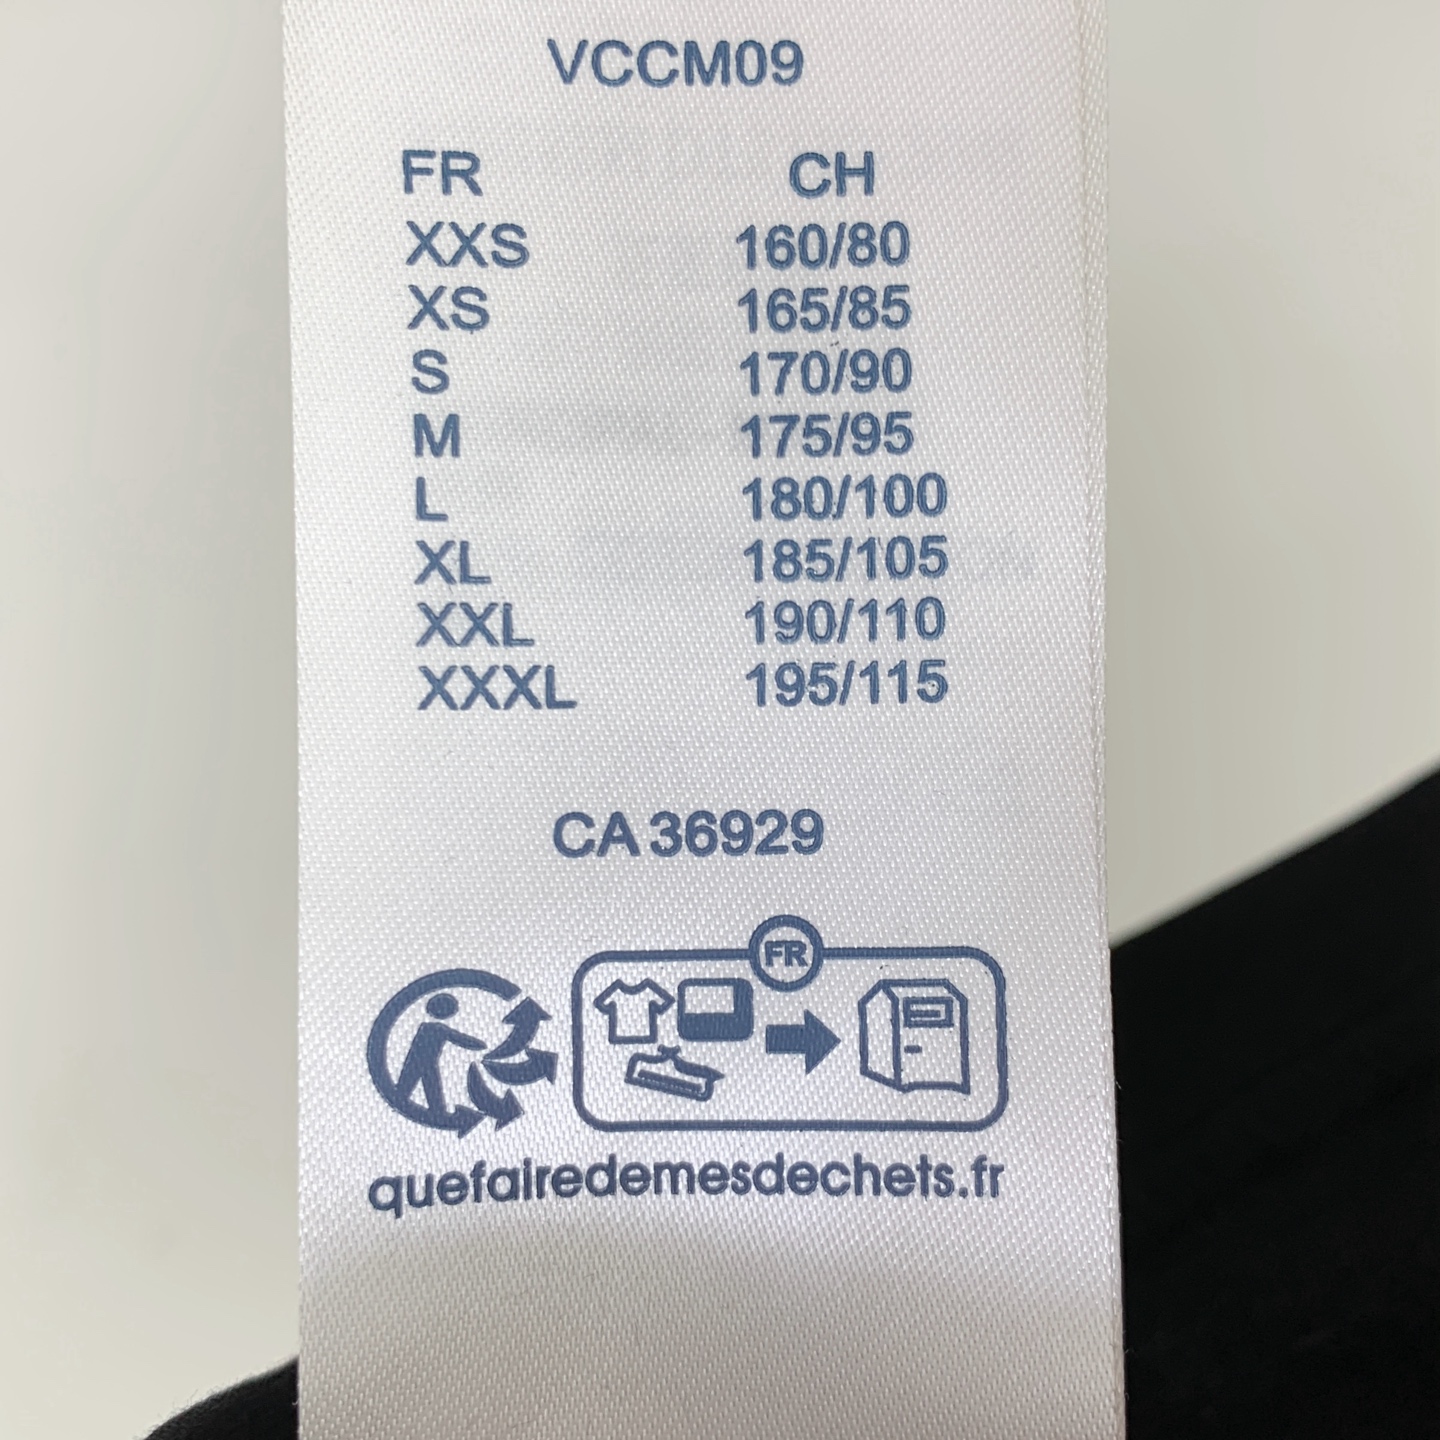 VCCM09
FR CH
XXS 160/80
XS 165/85
S 170/90
M 175/95
L 180/100
XL 185/105
XXL 190/110
XXXL 195/115
CA 36929
FR
quefairedemesdechets.fr